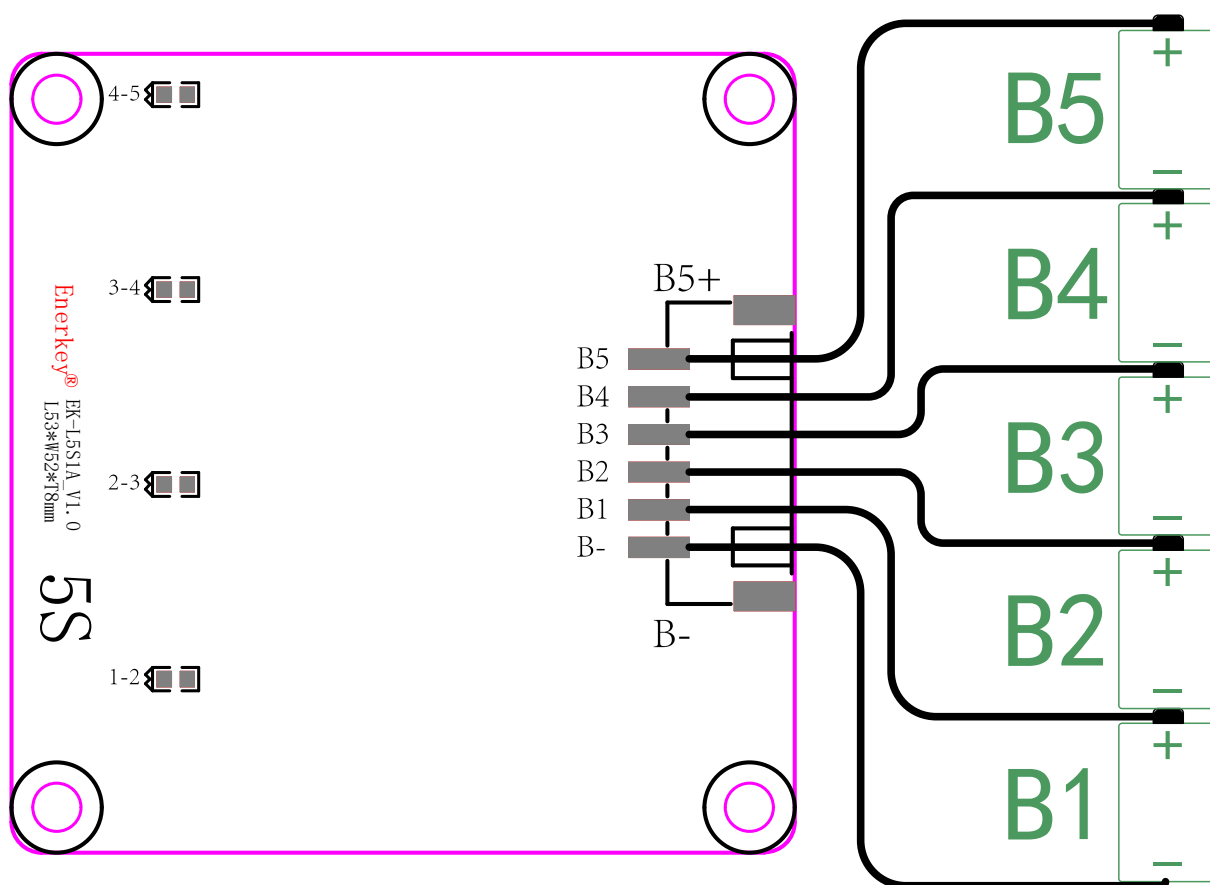 4-5
3-4
2-3
1-2
Enerkey®
EK-L5S1A_V1.0
L53*W52*T8mm
5S
B5+
B5
B4
B3
B2
B1
B-
B-
+
B5
−
+
B4
−
+
B3
−
+
B2
−
+
B1
−